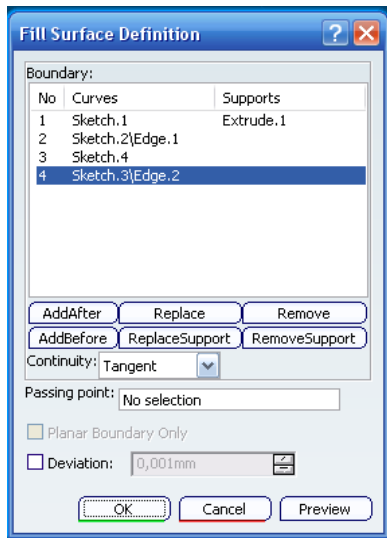 Fill Surface Definition
Boundary:
No Curves Supports
1 Sketch.1 Extrude.1
2 Sketch.2\Edge.1
3 Sketch.4
4 Sketch.3\Edge.2
AddAfter Replace Remove
AddBefore ReplaceSupport RemoveSupport
Continuity: Tangent
Passing point: No selection
Planar Boundary Only
Deviation: 0,001mm
OK Cancel Preview